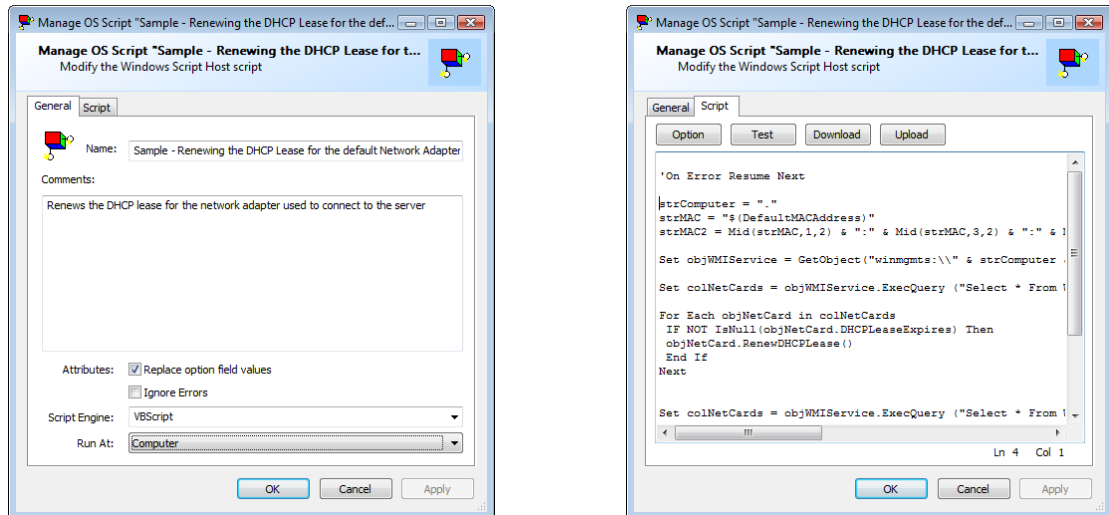 Manage OS Script "Sample - Renewing the DHCP Lease for the def...
Manage OS Script "Sample - Renewing the DHCP Lease for t...
Modify the Windows Script Host script
General Script
Name: Sample - Renewing the DHCP Lease for the default Network Adapter
Comments:
Renews the DHCP lease for the network adapter used to connect to the server
Attributes: Replace option field values
Ignore Errors
Script Engine: VBScript
Run At: Computer
OK Cancel Apply
Manage OS Script "Sample - Renewing the DHCP Lease for the def...
Manage OS Script "Sample - Renewing the DHCP Lease for t...
Modify the Windows Script Host script
General Script
Option Test Download Upload
'On Error Resume Next
strComputer = "."
strMAC = "$(DefaultMACAddress)"
strMAC2 = Mid(strMAC,1,2) & ":" & Mid(strMAC,3,2) & ":" &
Set objWMIService = GetObject("winmgmts:\\" & strComputer
Set colNetCards = objWMIService.ExecQuery ("Select * From
For Each objNetCard in colNetCards
IF NOT IsNull(objNetCard.DHCPLeaseExpires) Then
objNetCard.RenewDHCPLease()
End If
Next
Set colNetCards = objWMIService.ExecQuery ("Select * From
Ln 4 Col 1
OK Cancel Apply